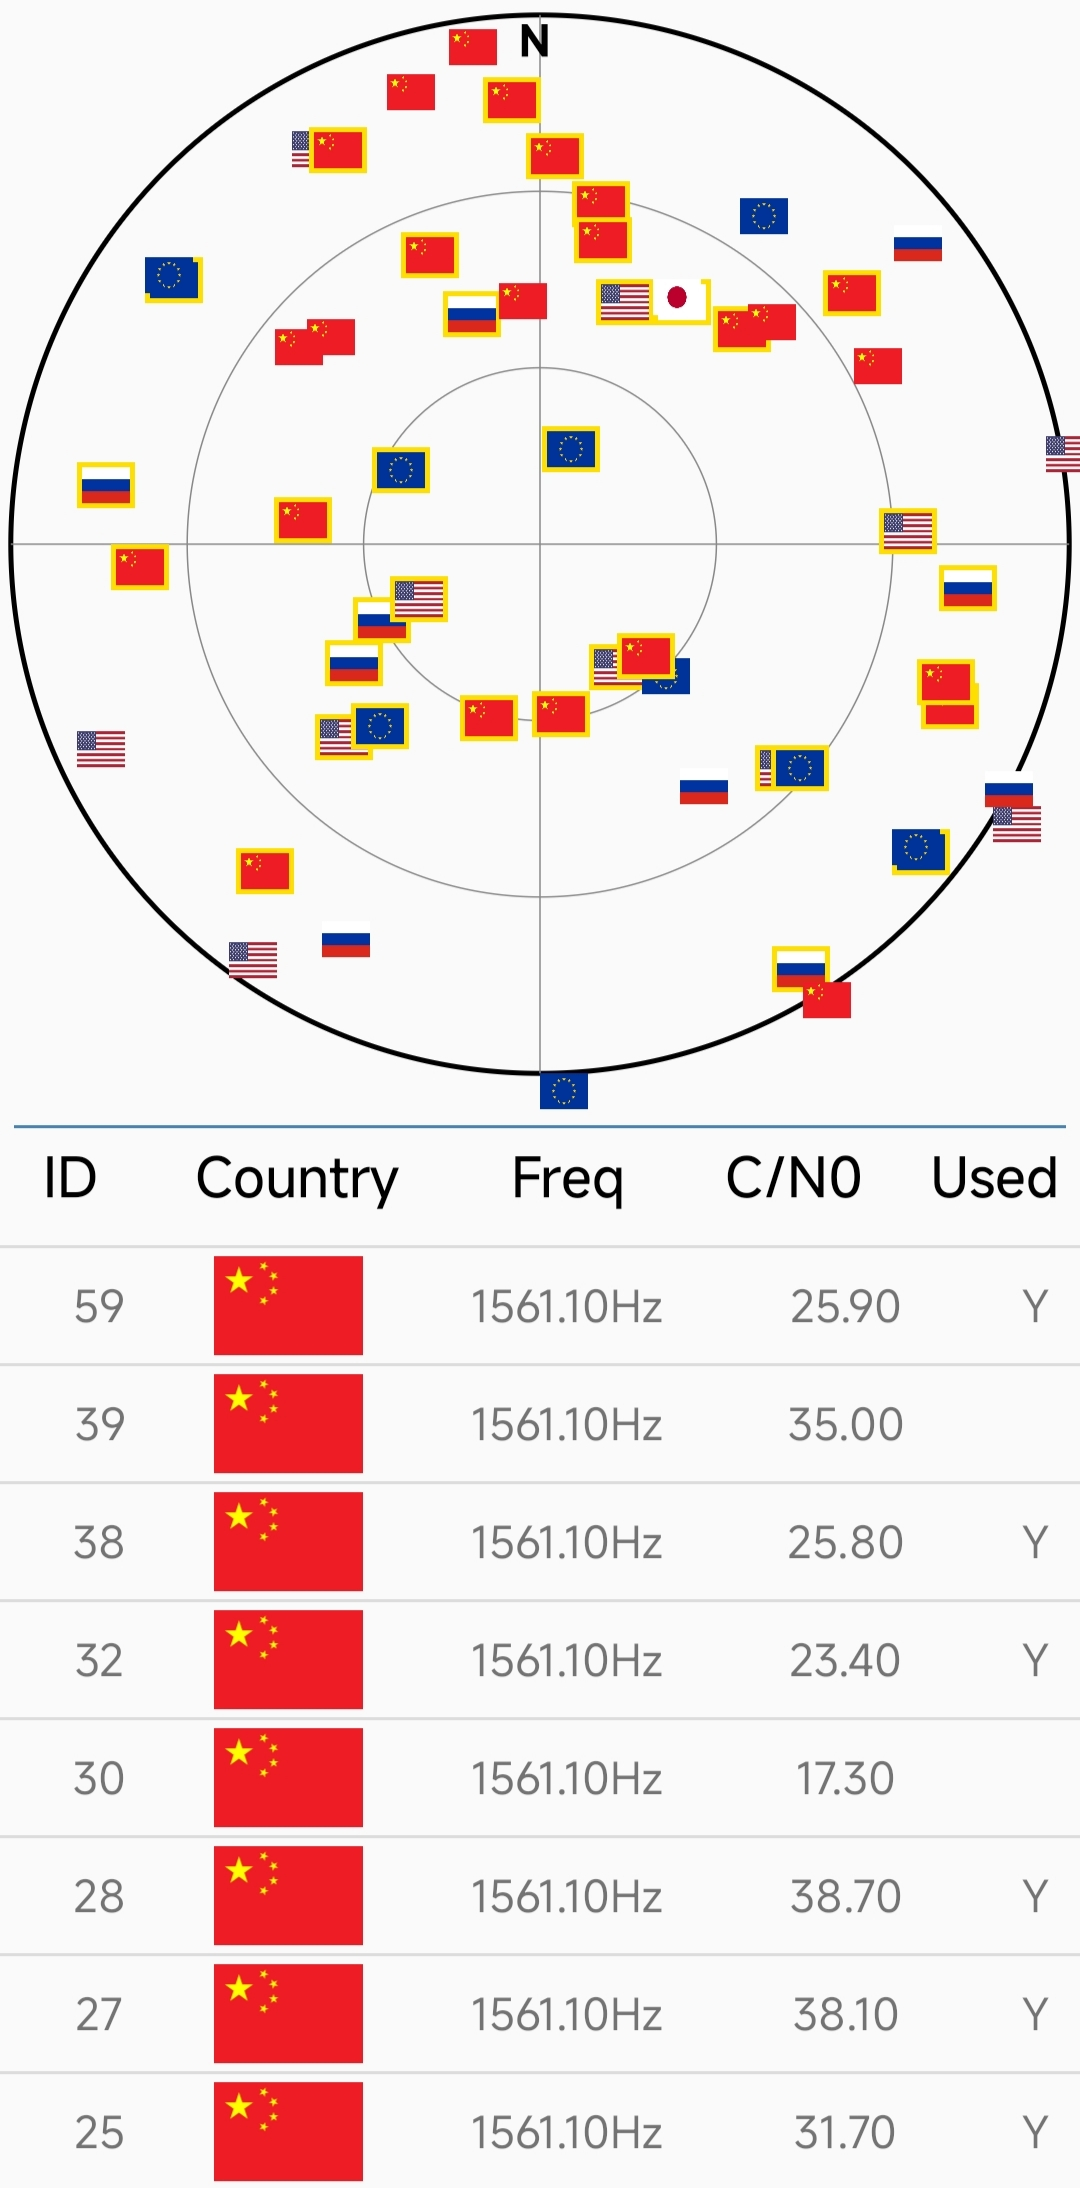 N
ID Country Freq C/N0 Used
59 1561.10Hz 25.90 Y
39 1561.10Hz 35.00
38 1561.10Hz 25.80 Y
32 1561.10Hz 23.40 Y
30 1561.10Hz 17.30
28 1561.10Hz 38.70 Y
27 1561.10Hz 38.10 Y
25 1561.10Hz 31.70 Y